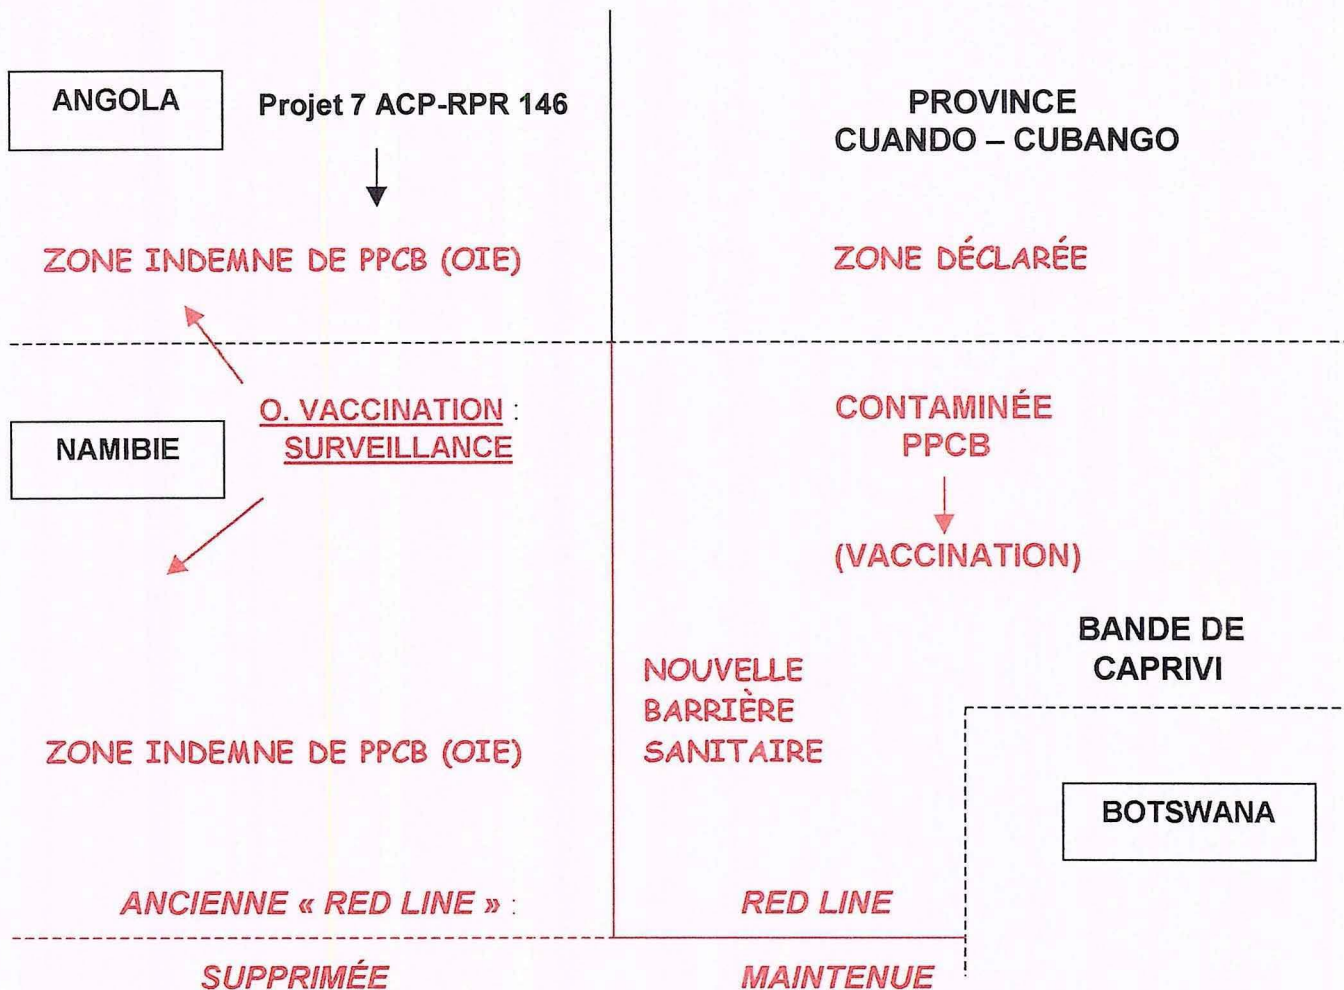 ANGOLA
Projet 7 ACP-RPR 146
PROVINCE
CUANDO – CUBANGO
ZONE INDEMNE DE PPCB (OIE)
ZONE DÉCLARÉE
O. VACCINATION :
SURVEILLANCE
NAMIBIE
CONTAMINÉE
PPCB
(VACCINATION)
BANDE DE
CAPRIVI
NOUVELLE
BARRIÈRE
SANITAIRE
ZONE INDEMNE DE PPCB (OIE)
BOTSWANA
ANCIENNE « RED LINE » :
RED LINE
SUPPRIMÉE
MAINTENUE